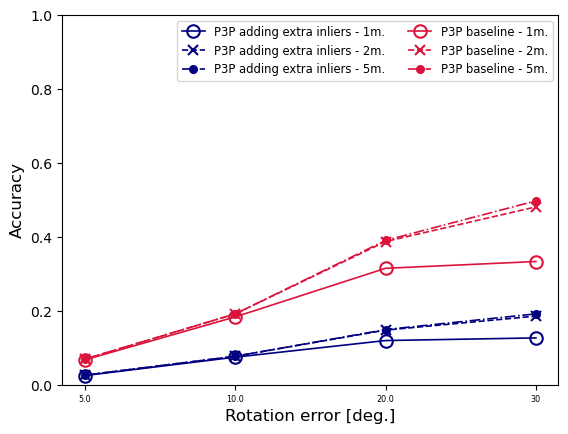 P3P adding extra inliers - 1m.
P3P adding extra inliers - 2m.
P3P adding extra inliers - 5m.
P3P baseline - 1m.
P3P baseline - 2m.
P3P baseline - 5m.
1.0
0.8
0.6
0.4
0.2
0.0
Accuracy
5.0 10.0 20.0 30
Rotation error [deg.]